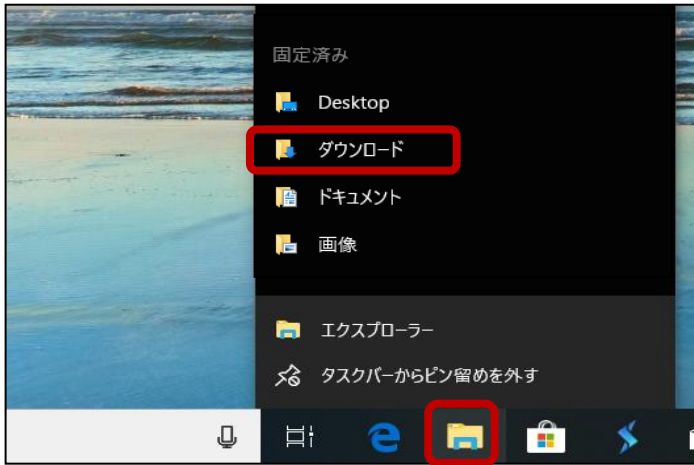 固定済み
Desktop
ダウンロード
ドキュメント
画像
エクスプローラー
タスクバーからピン留めを外す